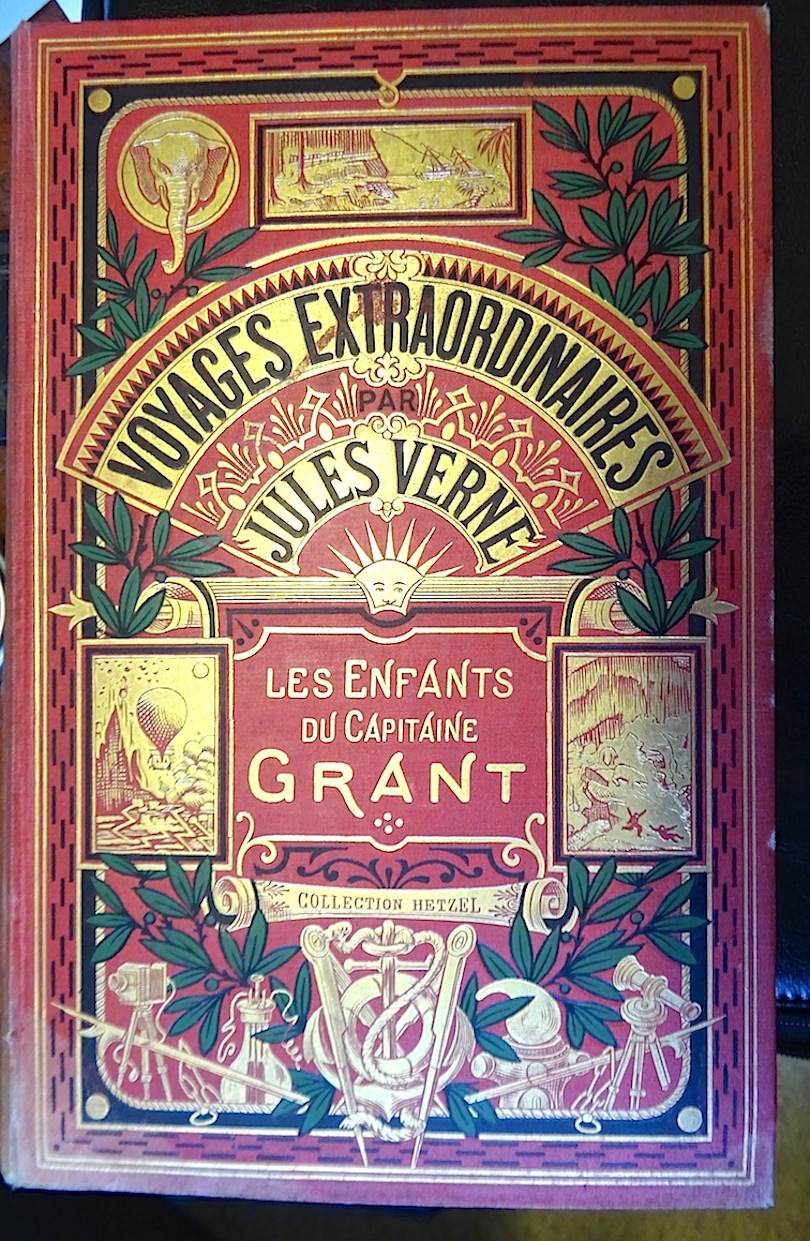 VOYAGES EXTRAORDINAIRES
PAR
JULES VERNE
LES ENFANTS
DU CAPITAINE
GRANT
COLLECTION HETZEL